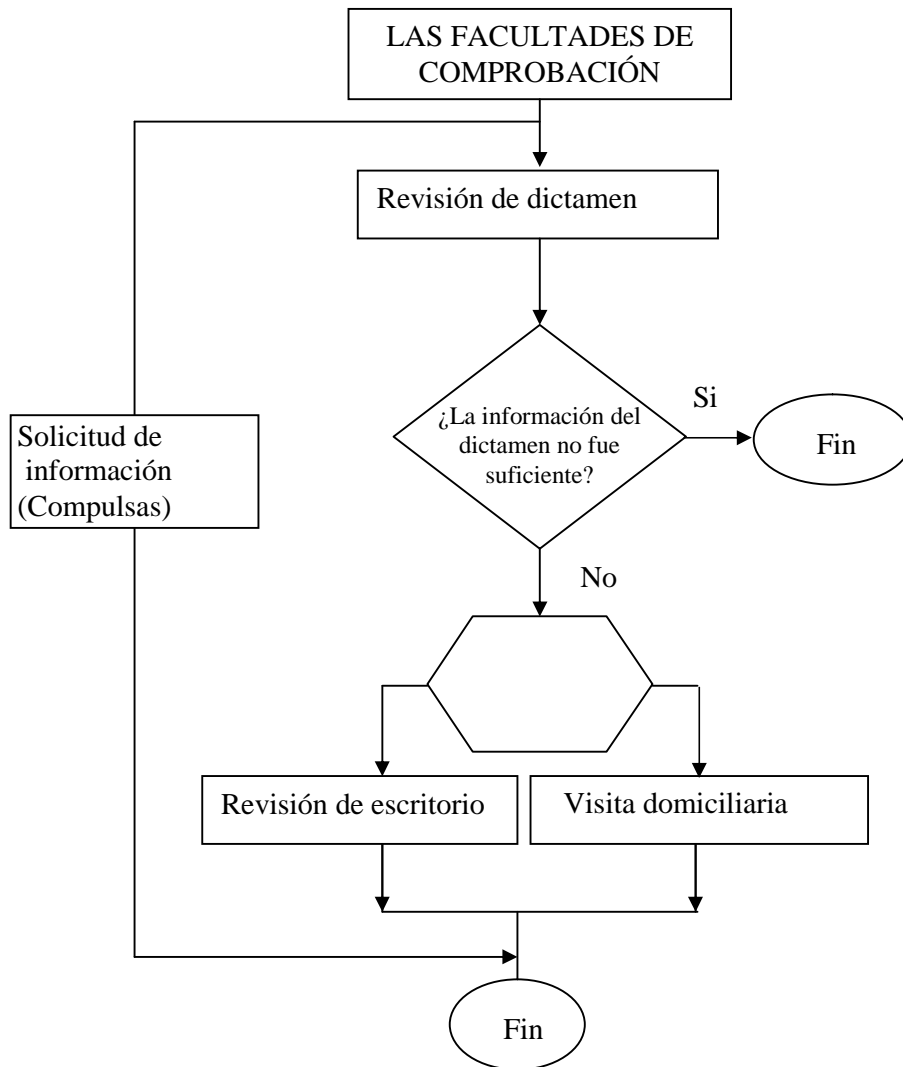 LAS FACULTADES DE
COMPROBACIÓN
Revisión de dictamen
¿La información del
dictamen no fue
suficiente?
Si
Fin
Solicitud de
información
(Compulsas)
No
Revisión de escritorio
Visita domiciliaria
Fin